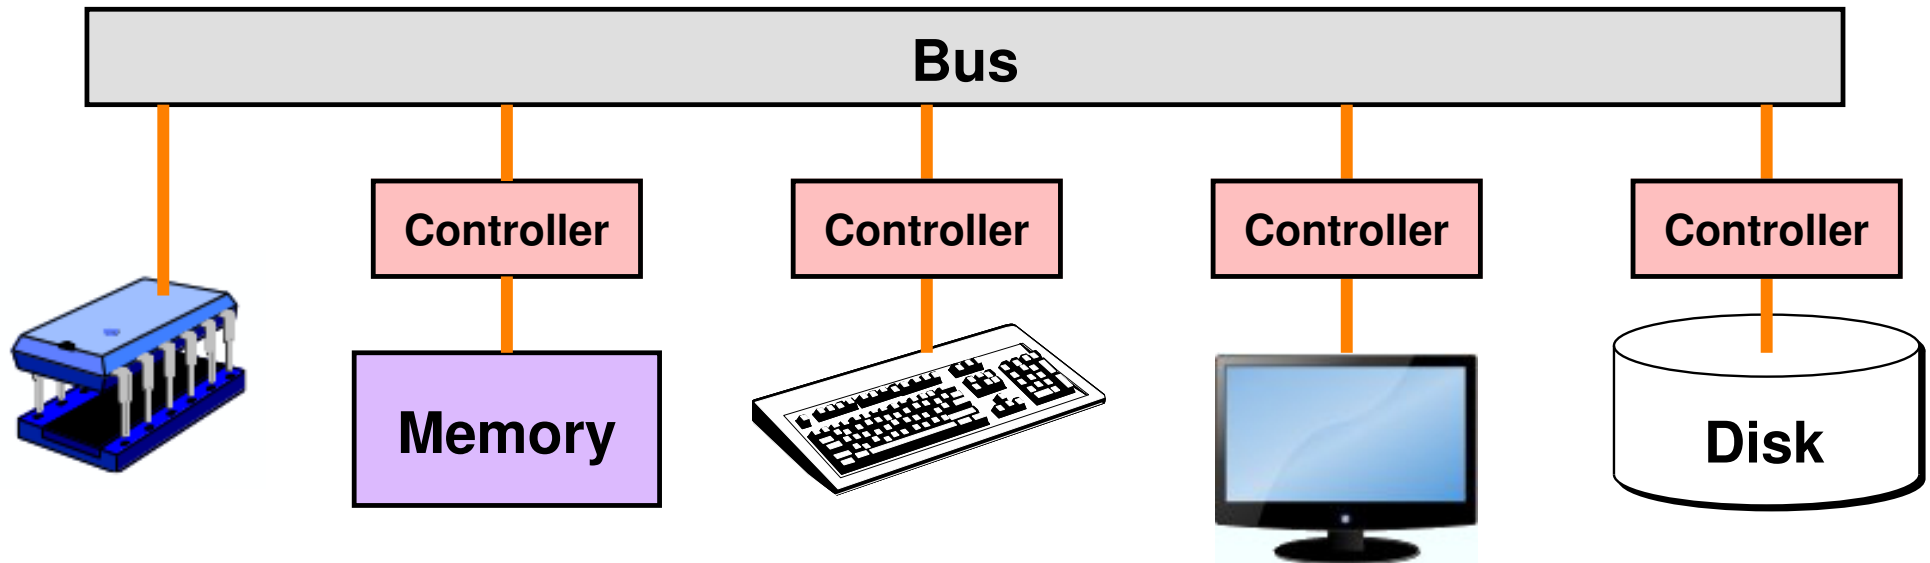 Bus
Controller
Controller
Controller
Controller
Memory
Disk